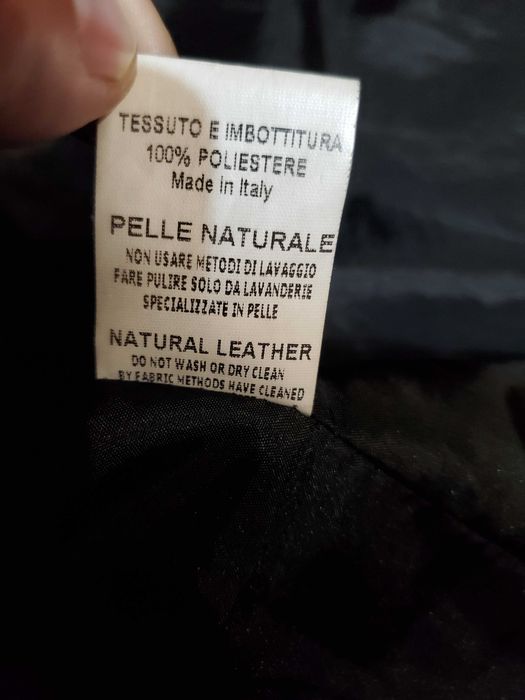 TESSUTO E IMBOTTITURA
100% POLIESTERE
Made in Italy
PELLE NATURALE
NON USARE METODI DI LAVAGGIO
FARE PULIRE SOLO DA LAVANDERIE
SPECIALIZZATE IN PELLE
NATURAL LEATHER
DO NOT WASH OR DRY CLEAN
BY FABRIC METHODS HAVE CLEANED